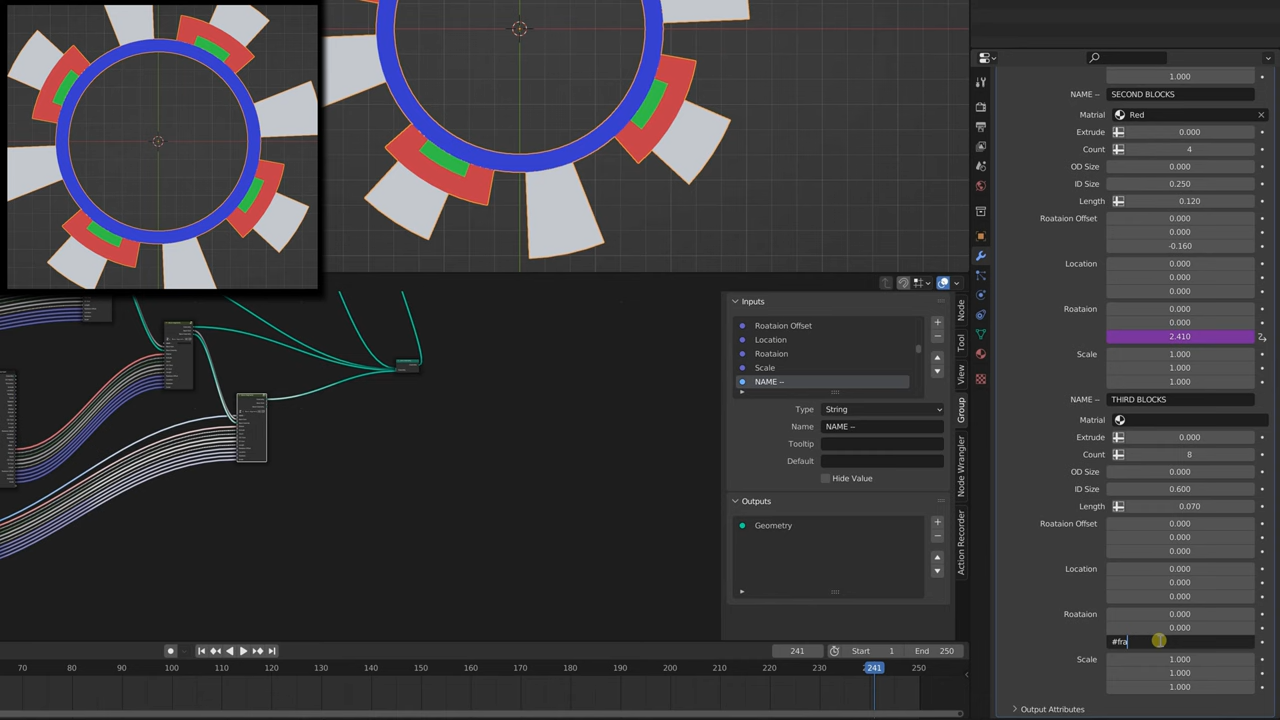 1.000
NAME – SECOND BLOCKS
Matrial Red
Extrude 0.000
Count 4
OD Size 0.000
ID Size 0.250
Length 0.120
Roataion Offset 0.000
0.000
-0.160
Location 0.000
0.000
0.000
Roataion 0.000
0.000
2.410
Scale 1.000
1.000
1.000
NAME – THIRD BLOCKS
Matrial
Extrude 0.000
Count 8
OD Size 0.000
ID Size 0.600
Length 0.070
Roataion Offset 0.000
0.000
0.000
Location 0.000
0.000
0.000
Roataion 0.000
0.000
#fra
Scale 1.000
1.000
1.000
Output Attributes
Inputs
Roataion Offset
Location
Roataion
Scale
NAME –
Type String
Name NAME –
Tooltip
Default
Hide Value
Outputs
Geometry
Node
Tool
View
Group
Node Wrangler
Action Recorder
241 Start 1 End 250
70 80 90 100 110 120 130 140 150 160 170 180 190 200 210 220 230 241 250